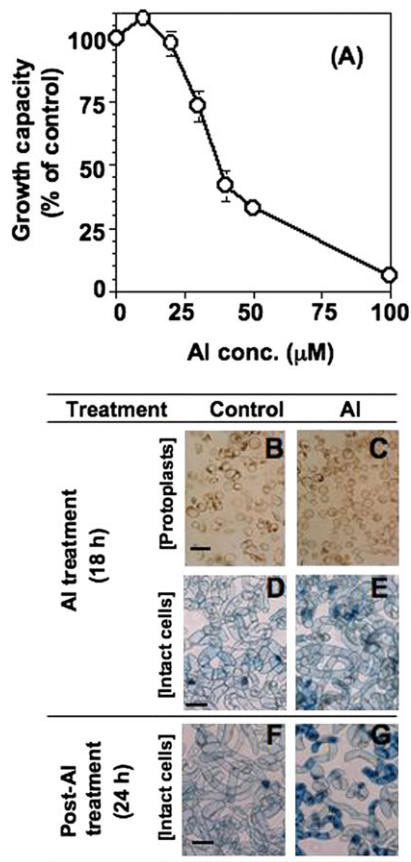 (A)
Growth capacity
(% of control)
100
75
50
25
0
0 25 50 75 100
Al conc. (μM)
Treatment Control Al
Al treatment
(18 h)
[Protoplasts]
B C
[Intact cells]
D E
Post-Al
treatment
(24 h)
[Intact cells]
F G